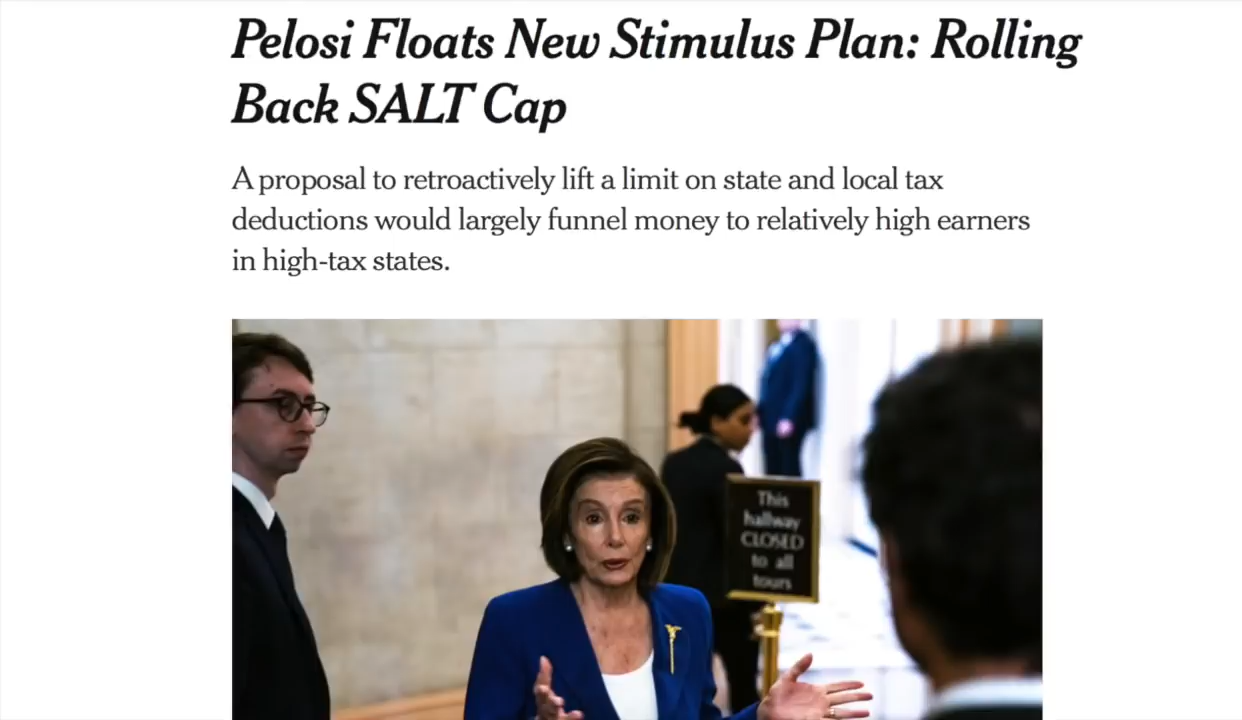 Pelosi Floats New Stimulus Plan: Rolling
Back SALT Cap
A proposal to retroactively lift a limit on state and local tax
deductions would largely funnel money to relatively high earners
in high-tax states.
This
hallway
CLOSED
to all
tours